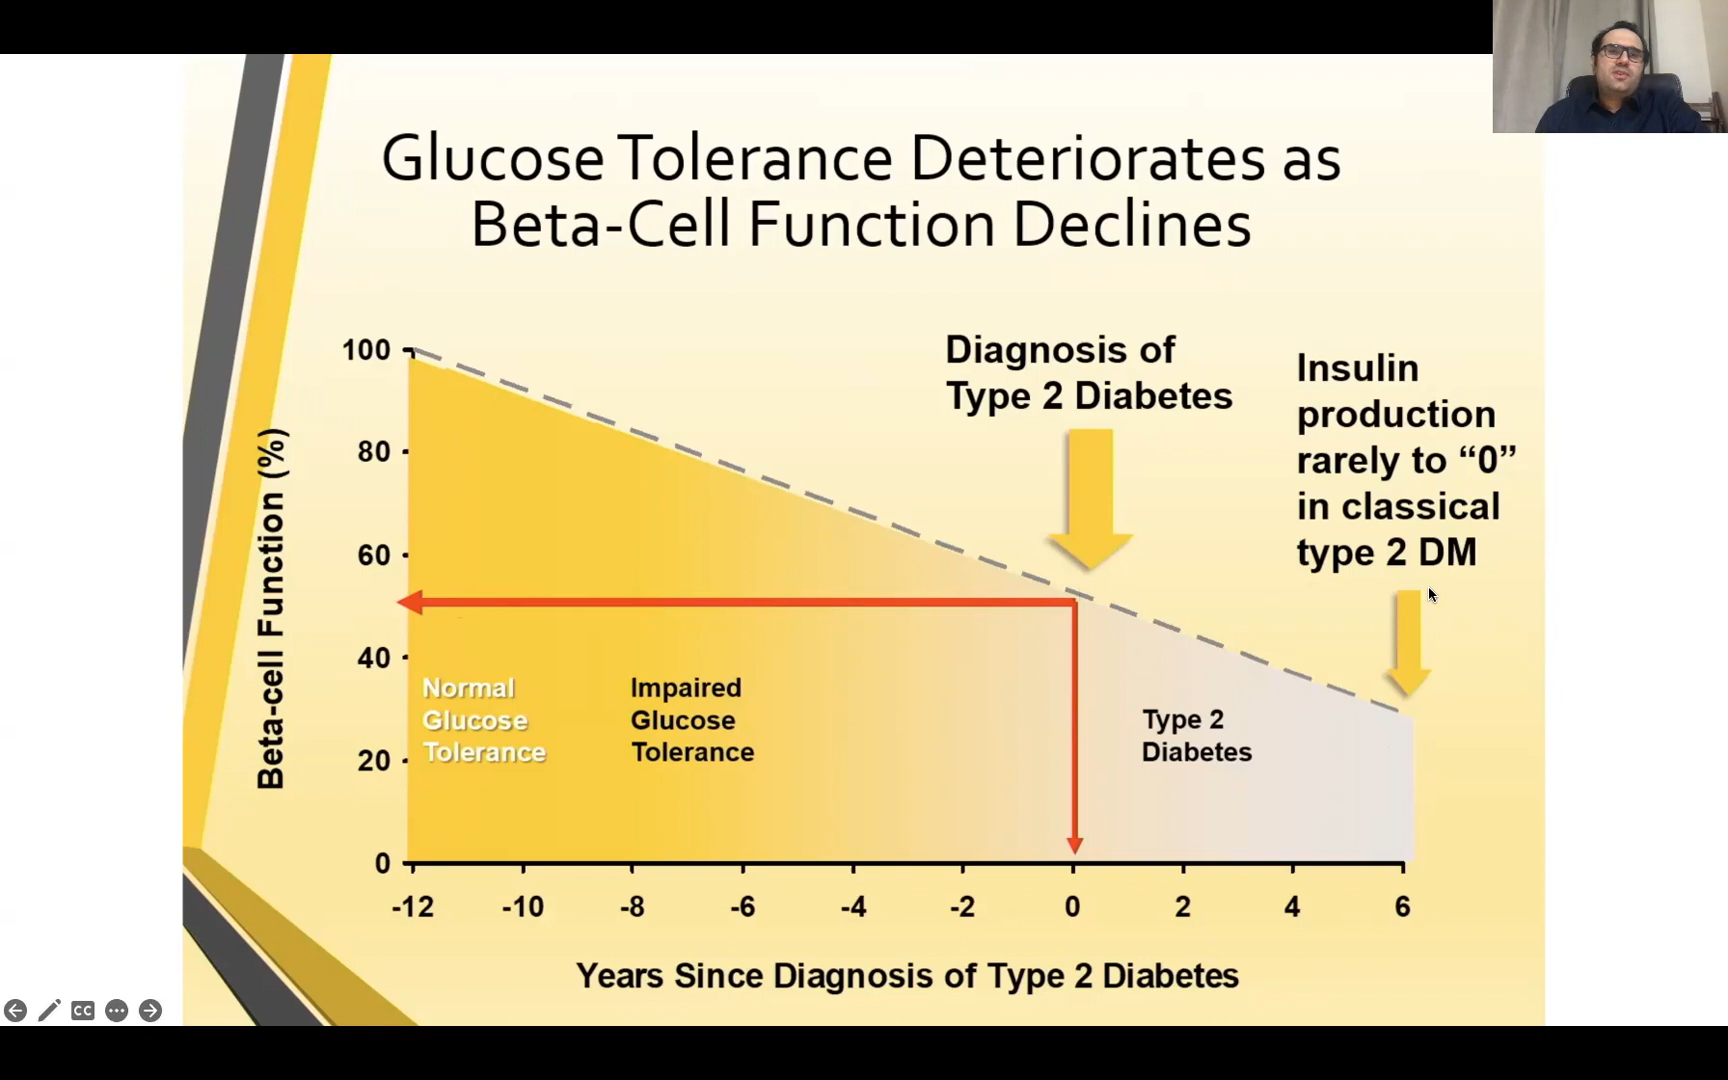 Glucose Tolerance Deteriorates as
Beta-Cell Function Declines
Diagnosis of
Type 2 Diabetes
Insulin
production
rarely to “0”
in classical
type 2 DM
Beta-cell Function (%)
100
80
60
40
20
0
Normal
Glucose
Tolerance
Impaired
Glucose
Tolerance
Type 2
Diabetes
-12 -10 -8 -6 -4 -2 0 2 4 6
Years Since Diagnosis of Type 2 Diabetes
CC